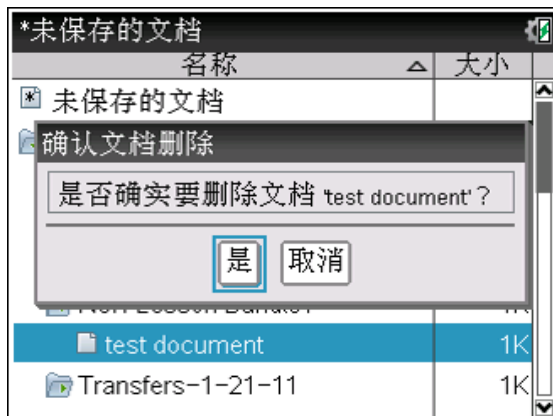 *未保存的文档
名称 大小
未保存的文档
确认文档删除
是否确实要删除文档 'test document'？
是 取消
test document 1K
Transfers-1-21-11 1K